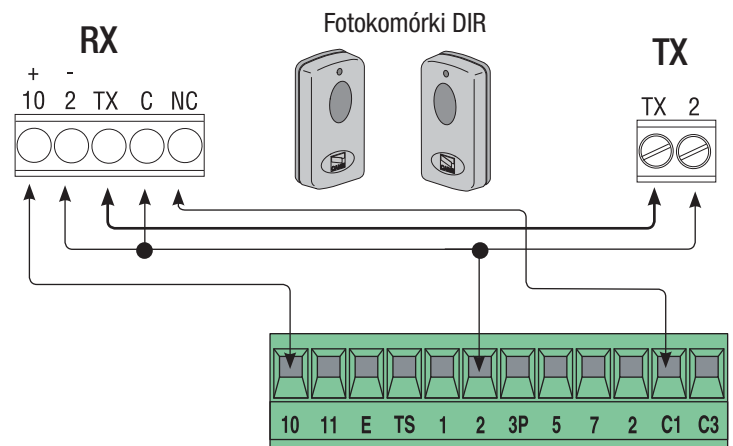 Fotokomórki DIR
RX
TX
+ -
10 2 TX C NC
TX 2
10 11 E TS 1 2 3P 5 7 2 C1 C3